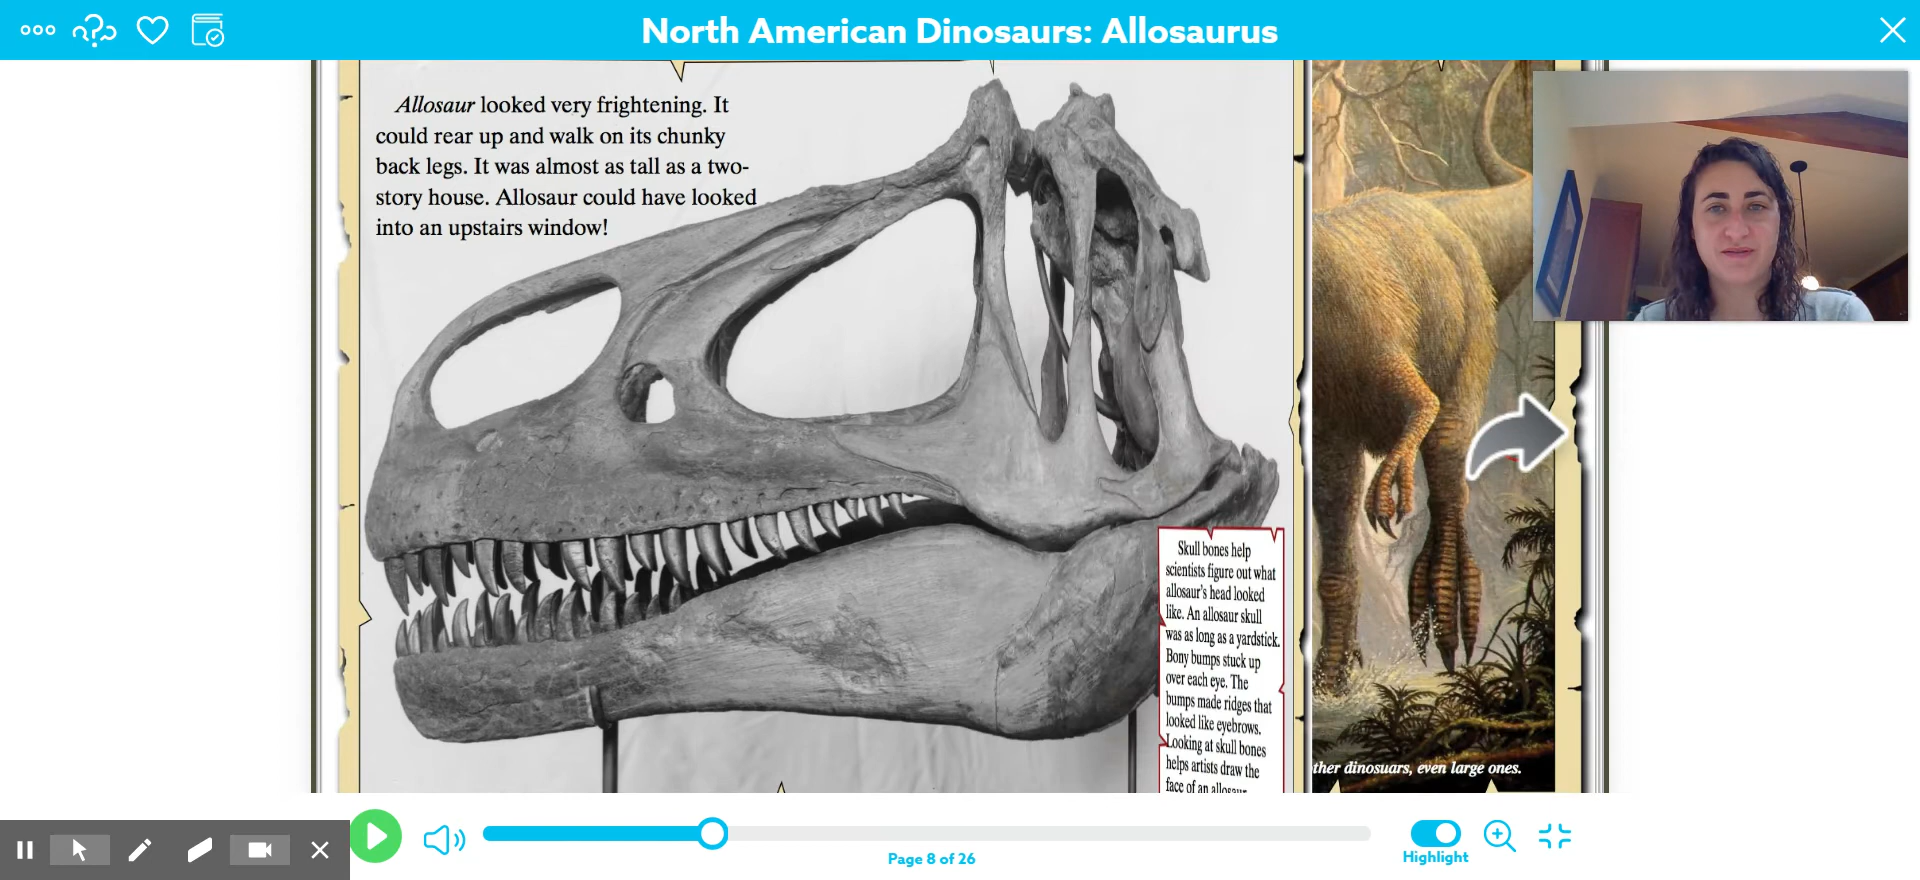 North American Dinosaurs: Allosaurus
Allosaur looked very frightening. It
could rear up and walk on its chunky
back legs. It was almost as tall as a two-
story house. Allosaur could have looked
into an upstairs window!
Skull bones help
scientists figure out what
allosaur's head looked
like. An allosaur skull
was as long as a yardstick.
Bony bumps stuck up
over each eye. The
bumps made ridges that
looked like eyebrows.
Looking at skull bones
helps artists draw the
face of an allosaur
ther dinosuars, even large ones.
Page 8 of 26
Highlight